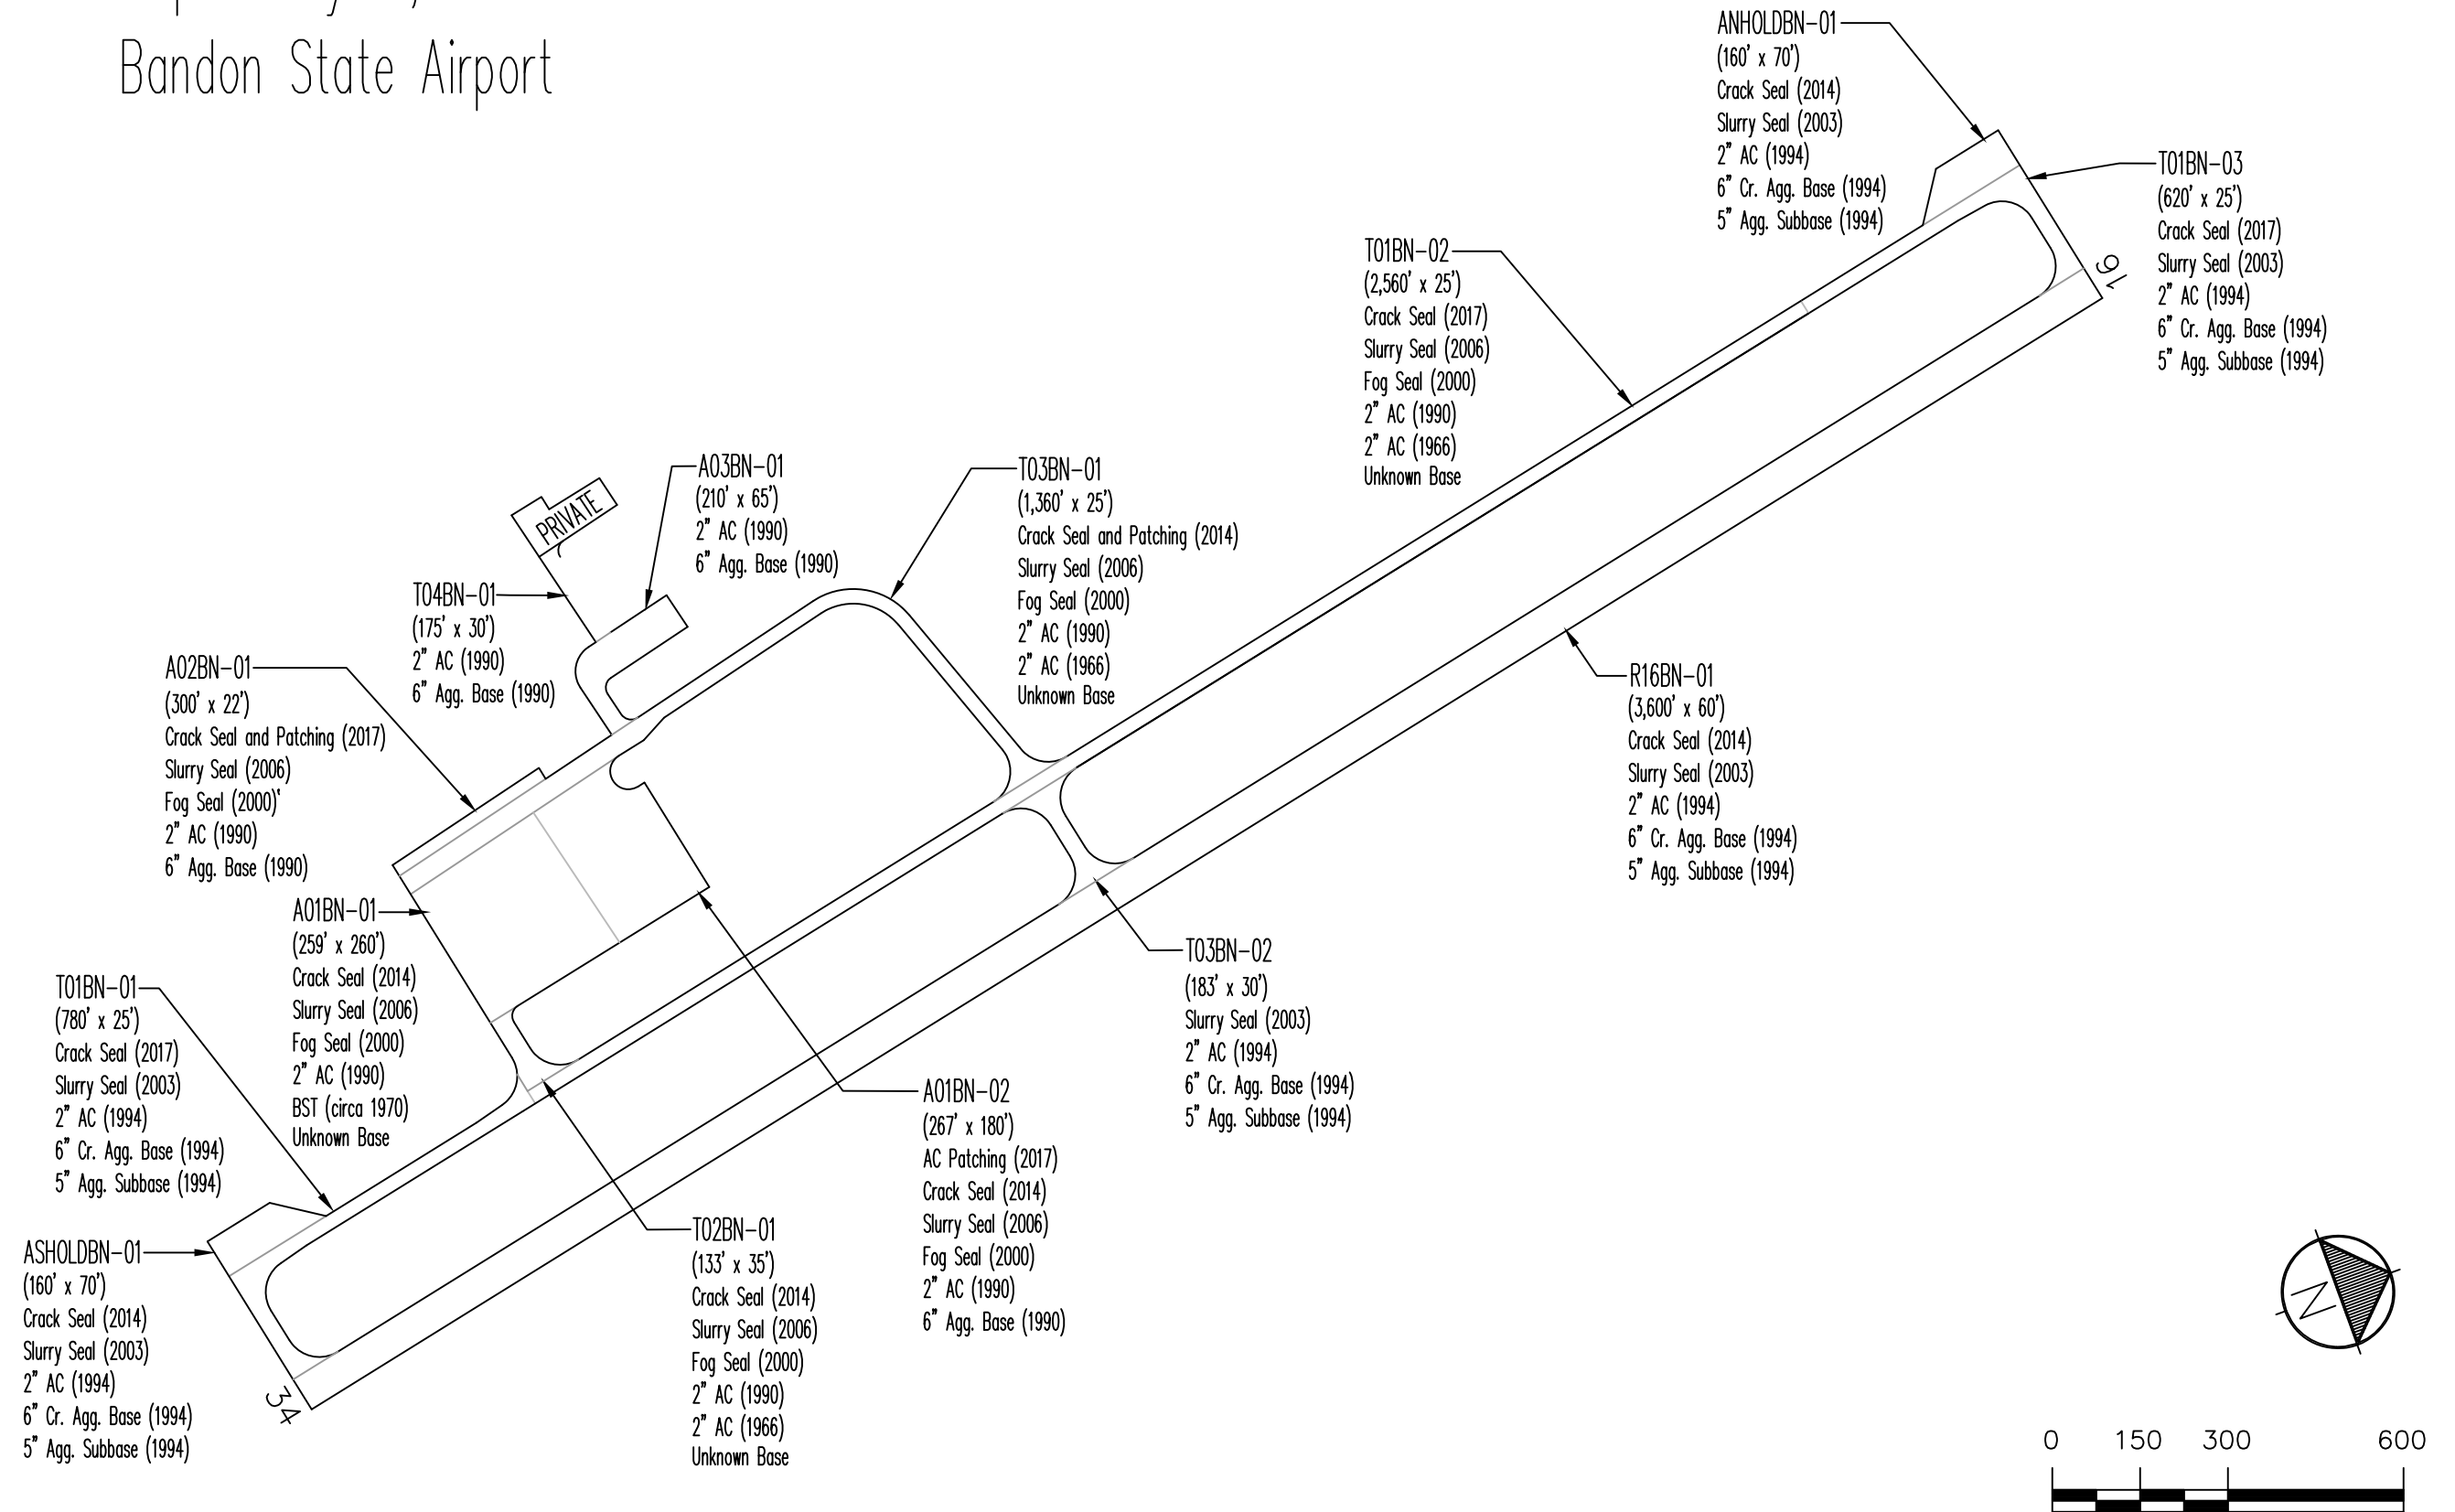 Bandon State Airport
ANHOLDBN-01
(160' x 70')
Crack Seal (2014)
Slurry Seal (2003)
2" AC (1994)
6" Cr. Agg. Base (1994)
5" Agg. Subbase (1994)
T01BN-03
(620' x 25')
Crack Seal (2017)
Slurry Seal (2003)
2" AC (1994)
6" Cr. Agg. Base (1994)
5" Agg. Subbase (1994)
16
T01BN-02
(2,560' x 25')
Crack Seal (2017)
Slurry Seal (2006)
Fog Seal (2000)
2" AC (1990)
2" AC (1966)
Unknown Base
A03BN-01
(210' x 65')
2" AC (1990)
6" Agg. Base (1990)
T03BN-01
(1,360' x 25')
Crack Seal and Patching (2014)
Slurry Seal (2006)
Fog Seal (2000)
2" AC (1990)
2" AC (1966)
Unknown Base
PRIVATE
T04BN-01
(175' x 30')
2" AC (1990)
6" Agg. Base (1990)
A02BN-01
(300' x 22')
Crack Seal and Patching (2017)
Slurry Seal (2006)
Fog Seal (2000)'
2" AC (1990)
6" Agg. Base (1990)
R16BN-01
(3,600' x 60')
Crack Seal (2014)
Slurry Seal (2003)
2" AC (1994)
6" Cr. Agg. Base (1994)
5" Agg. Subbase (1994)
A01BN-01
(259' x 260')
Crack Seal (2014)
Slurry Seal (2006)
Fog Seal (2000)
2" AC (1990)
BST (circa 1970)
Unknown Base
T03BN-02
(183' x 30')
Slurry Seal (2003)
2" AC (1994)
6" Cr. Agg. Base (1994)
5" Agg. Subbase (1994)
T01BN-01
(780' x 25')
Crack Seal (2017)
Slurry Seal (2003)
2" AC (1994)
6" Cr. Agg. Base (1994)
5" Agg. Subbase (1994)
A01BN-02
(267' x 180')
AC Patching (2017)
Crack Seal (2014)
Slurry Seal (2006)
Fog Seal (2000)
2" AC (1990)
6" Agg. Base (1990)
T02BN-01
(133' x 35')
Crack Seal (2014)
Slurry Seal (2006)
Fog Seal (2000)
2" AC (1990)
2" AC (1966)
Unknown Base
ASHOLDBN-01
(160' x 70')
Crack Seal (2014)
Slurry Seal (2003)
2" AC (1994)
6" Cr. Agg. Base (1994)
5" Agg. Subbase (1994)
34
N
0 150 300 600